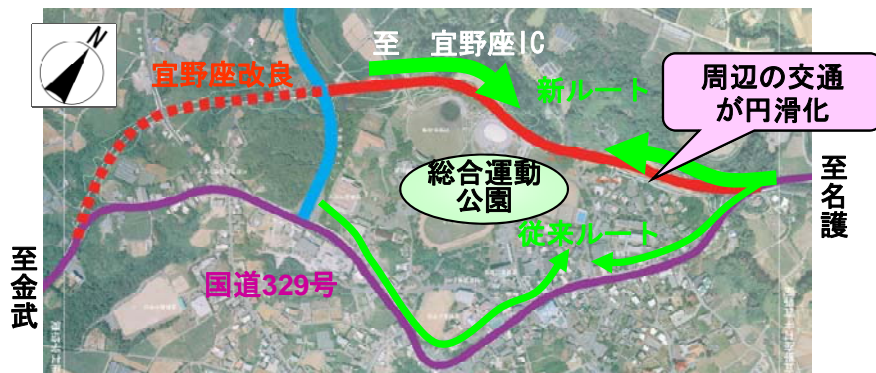 N
至 宜野座IC
宜野座改良
新ルート
周辺の交通
が円滑化
総合運動
公園
至名護
従来ルート
国道329号
至金武